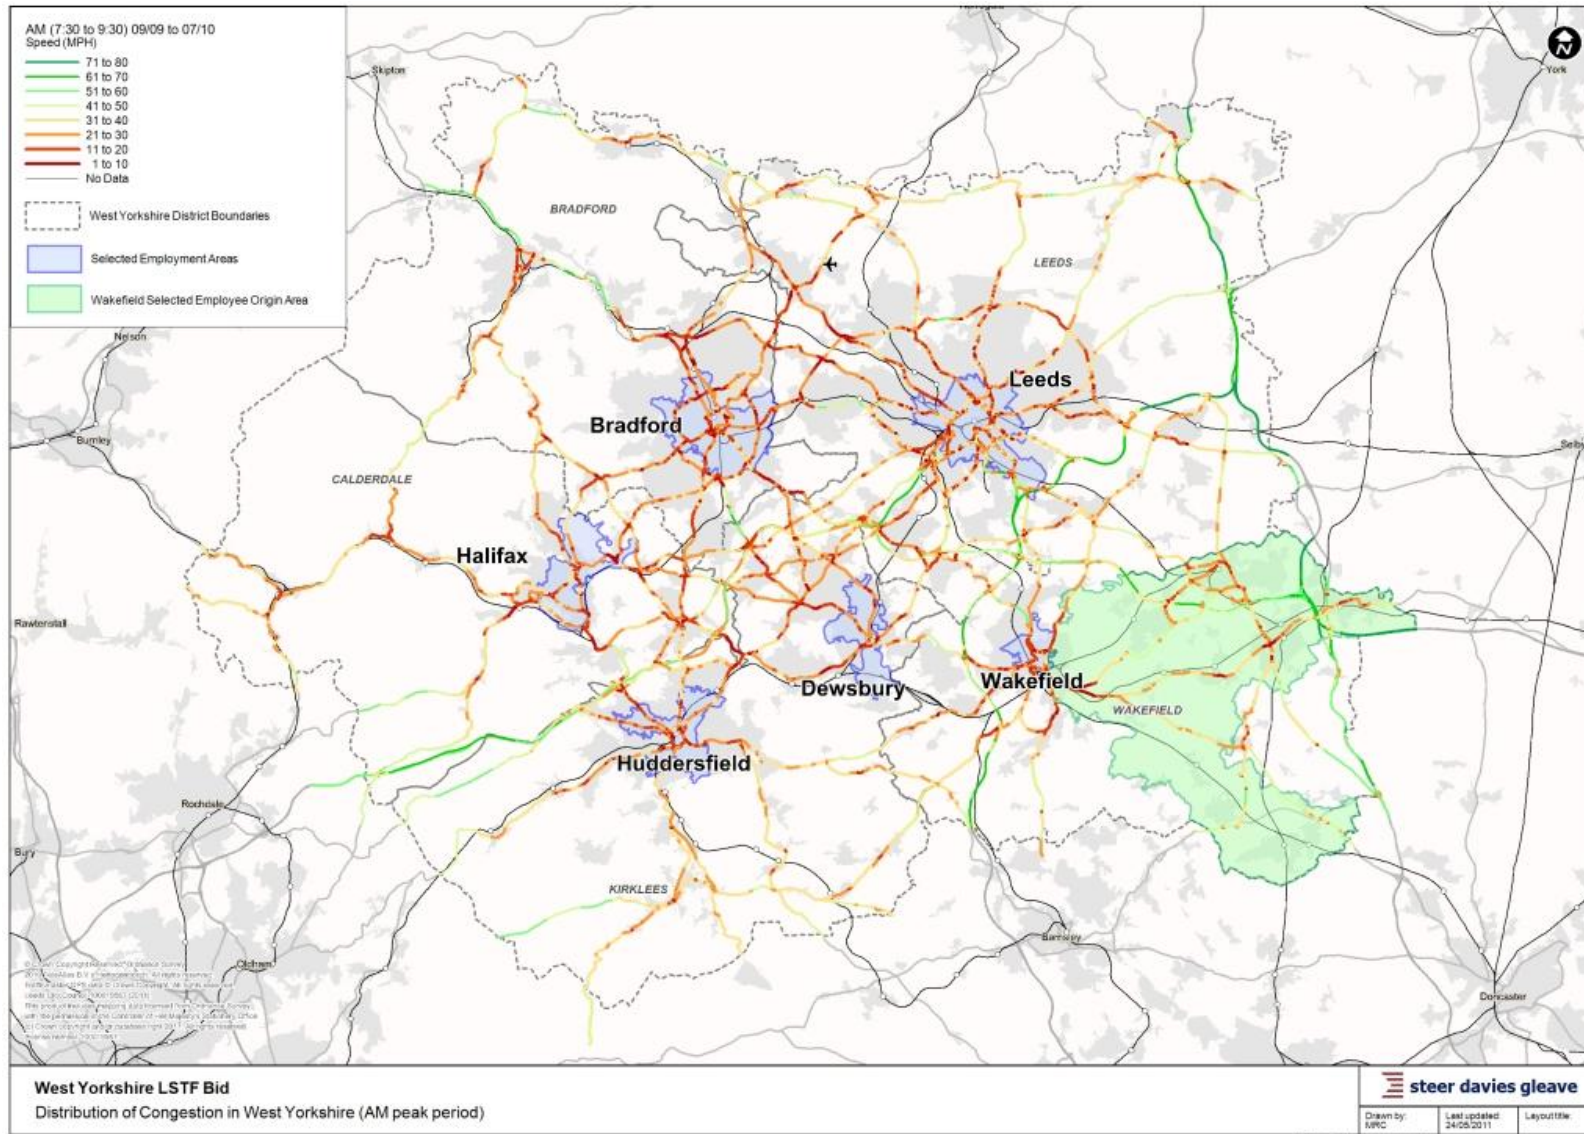 AM (7:30 to 9:30) 09/09 to 07/10
Speed (MPH)
71 to 80
61 to 70
51 to 60
41 to 50
31 to 40
21 to 30
11 to 20
1 to 10
No Data
West Yorkshire District Boundaries
Selected Employment Areas
Wakefield Selected Employee Origin Area
N
York
Skipton
BRADFORD
LEEDS
Nelson
Leeds
Bradford
Burnley
Selby
CALDERDALE
Halifax
Rawtenstall
Dewsbury
Wakefield
WAKEFIELD
Huddersfield
Rochdale
Bury
KIRKLEES
Barnsley
Oldham
Doncaster
West Yorkshire LSTF Bid
Distribution of Congestion in West Yorkshire (AM peak period)
steer davies gleave
Drawn by:
MRC
Last updated:
24/05/2011
Layout title: